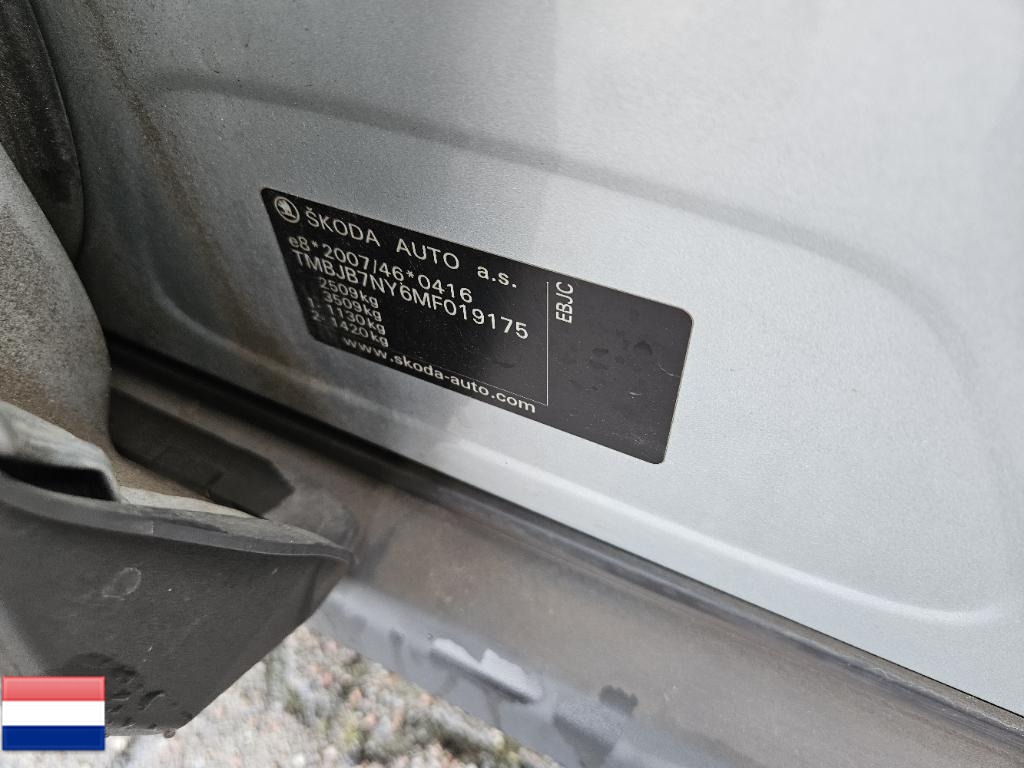 ŠKODA AUTO a.s.
e8*2007/46*0416
TMBJB7NY6MF019175
2509kg
3509kg
1: 1130kg
2: 1420kg
www.skoda-auto.com
EBJC